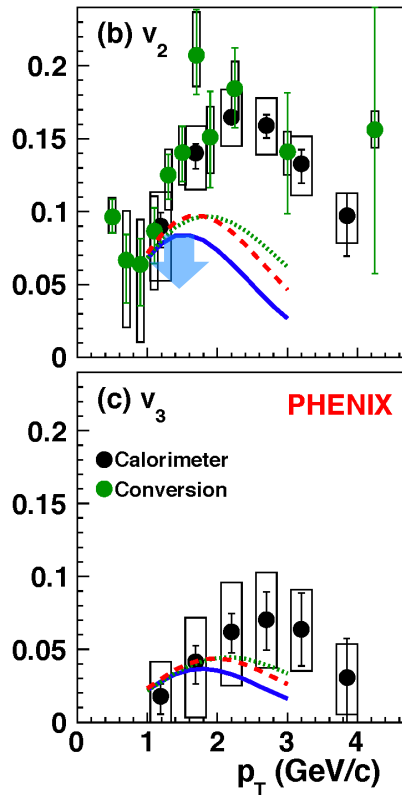 (b) v2
0.2
0.15
0.1
0.05
0
(c) v3
PHENIX
0.2
Calorimeter
0.15
Conversion
0.1
0.05
0
0 1 2 3 4
pT (GeV/c)